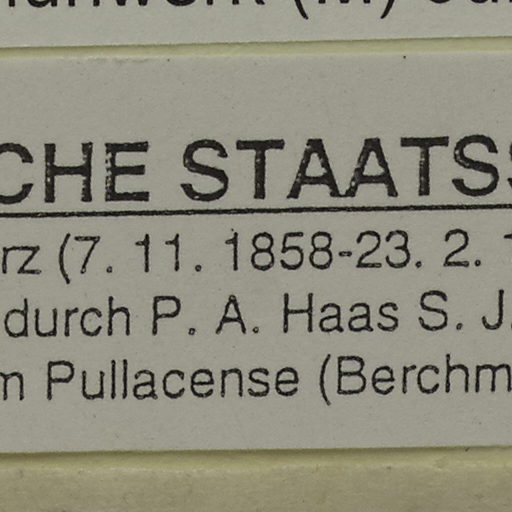 CHE STAATSS
rz (7. 11. 1858-23. 2.
durch P. A. Haas S. J.
m Pullacense (Berchm